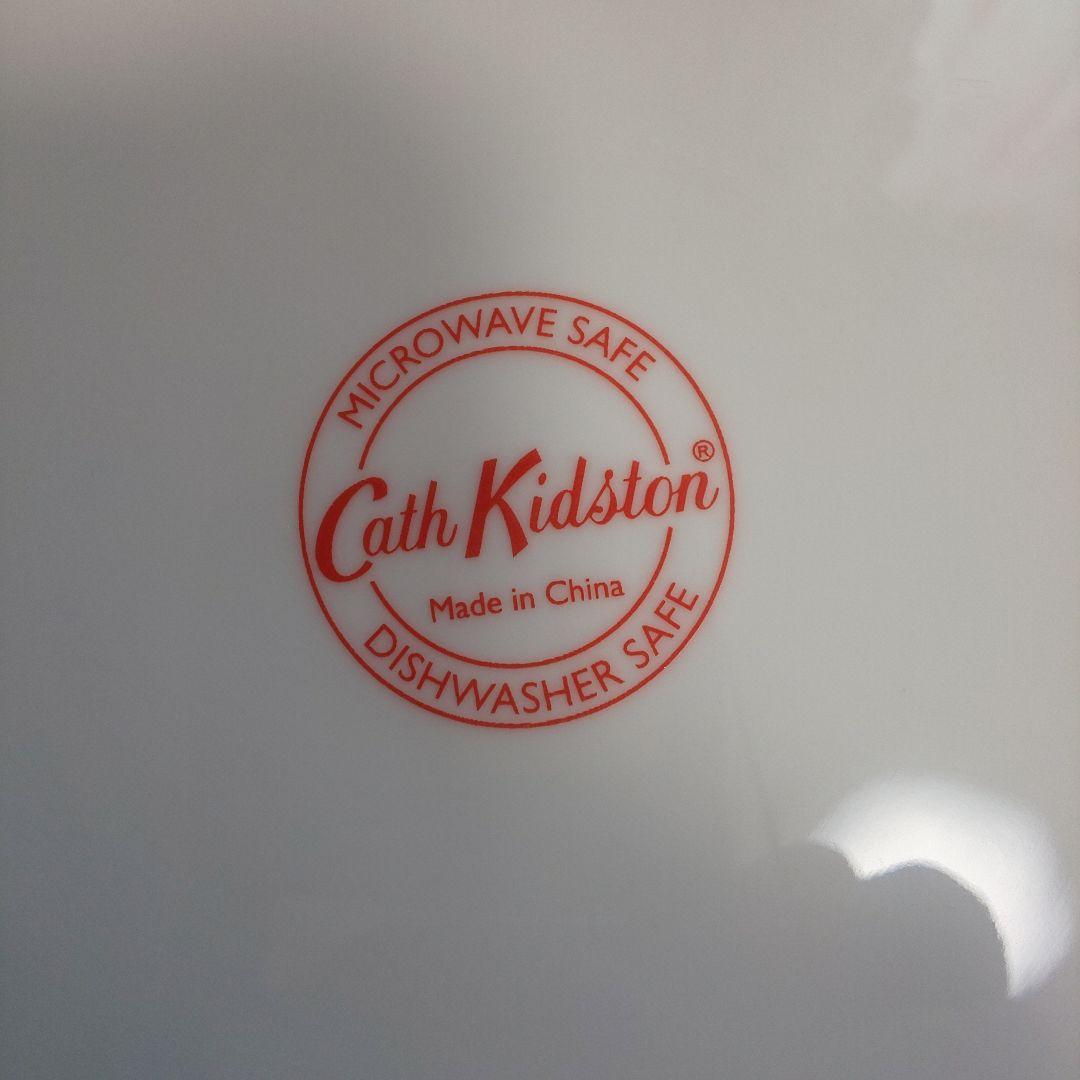 MICROWAVE SAFE
Cath Kidston®
Made in China
DISHWASHER SAFE